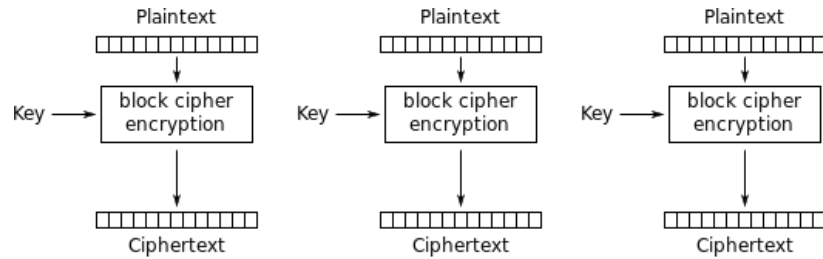 Plaintext Plaintext Plaintext
Key block cipher encryption Key block cipher encryption Key block cipher encryption
Ciphertext Ciphertext Ciphertext